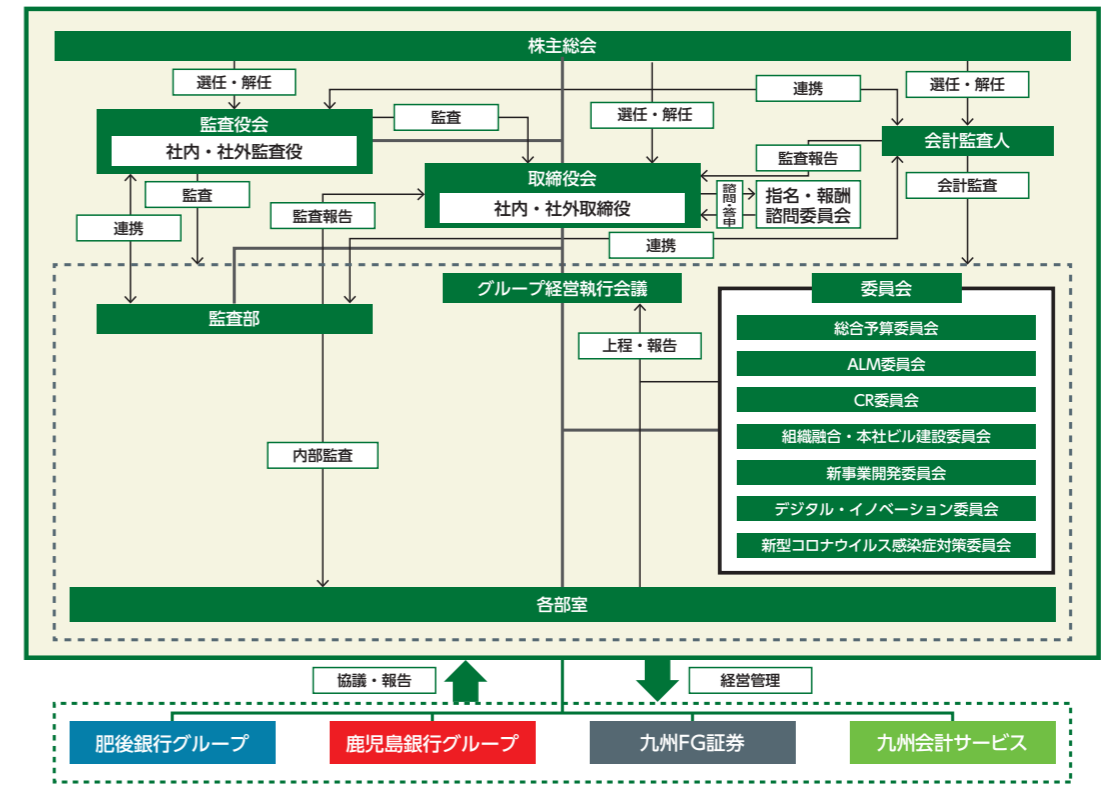 株主総会
選任・解任
連携
選任・解任
監査役会
社内・社外監査役
監査
選任・解任
会計監査人
監査報告
取締役会
社内・社外取締役
諮問・答申
指名・報酬
諮問委員会
会計監査
監査
監査報告
連携
連携
グループ経営執行会議
委員会
監査部
上程・報告
総合予算委員会
ALM委員会
CR委員会
組織融合・本社ビル建設委員会
新事業開発委員会
デジタル・イノベーション委員会
新型コロナウイルス感染症対策委員会
内部監査
各部室
協議・報告
経営管理
肥後銀行グループ
鹿児島銀行グループ
九州FG証券
九州会計サービス